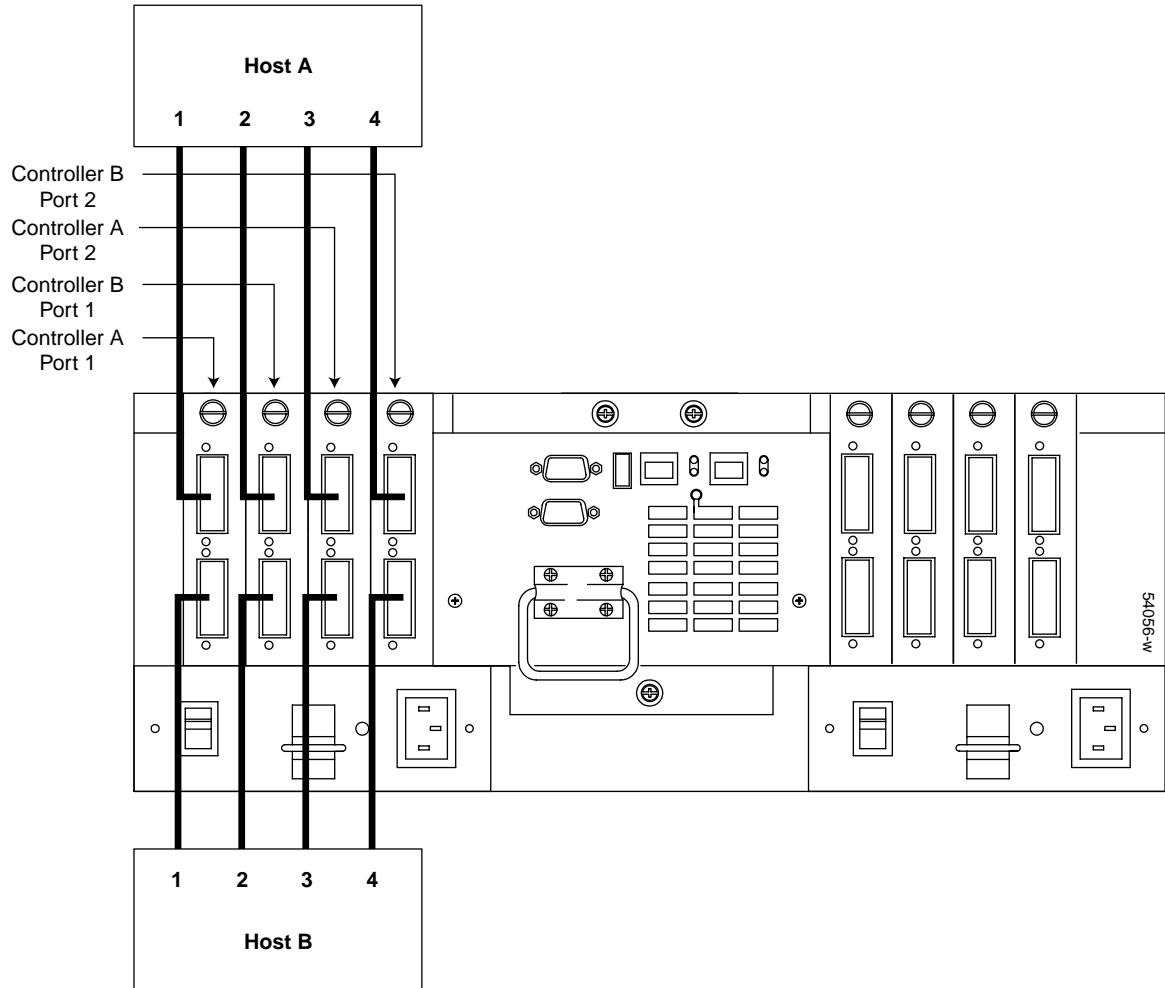 Host A
1 2 3 4
Controller B
Port 2
Controller A
Port 2
Controller B
Port 1
Controller A
Port 1
54056-w
1 2 3 4
Host B